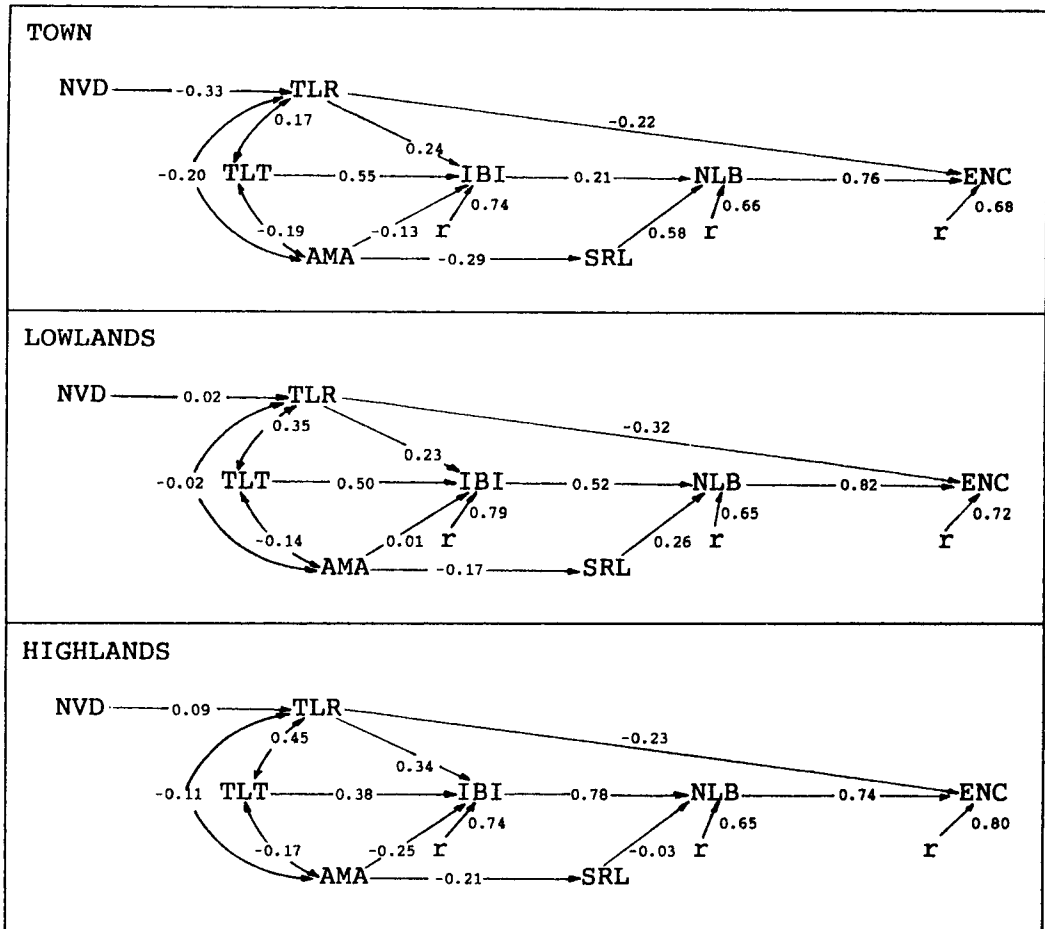 TOWN
NVD -0.33 TLR
0.17 -0.22
0.24
-0.20 TLT 0.55 IBI 0.21 NLB 0.76 ENC
0.74 0.66 0.68
-0.19 -0.13 r 0.58 r r
AMA -0.29 SRL
LOWLANDS
NVD 0.02 TLR
0.35 -0.32
0.23
-0.02 TLT 0.50 IBI 0.52 NLB 0.82 ENC
0.79 0.65 0.72
-0.14 0.01 r 0.26 r r
AMA -0.17 SRL
HIGHLANDS
NVD 0.09 TLR
0.45 -0.23
0.34
-0.11 TLT 0.38 IBI 0.78 NLB 0.74 ENC
0.74 0.65 0.80
-0.17 -0.25 r -0.03 r r
AMA -0.21 SRL